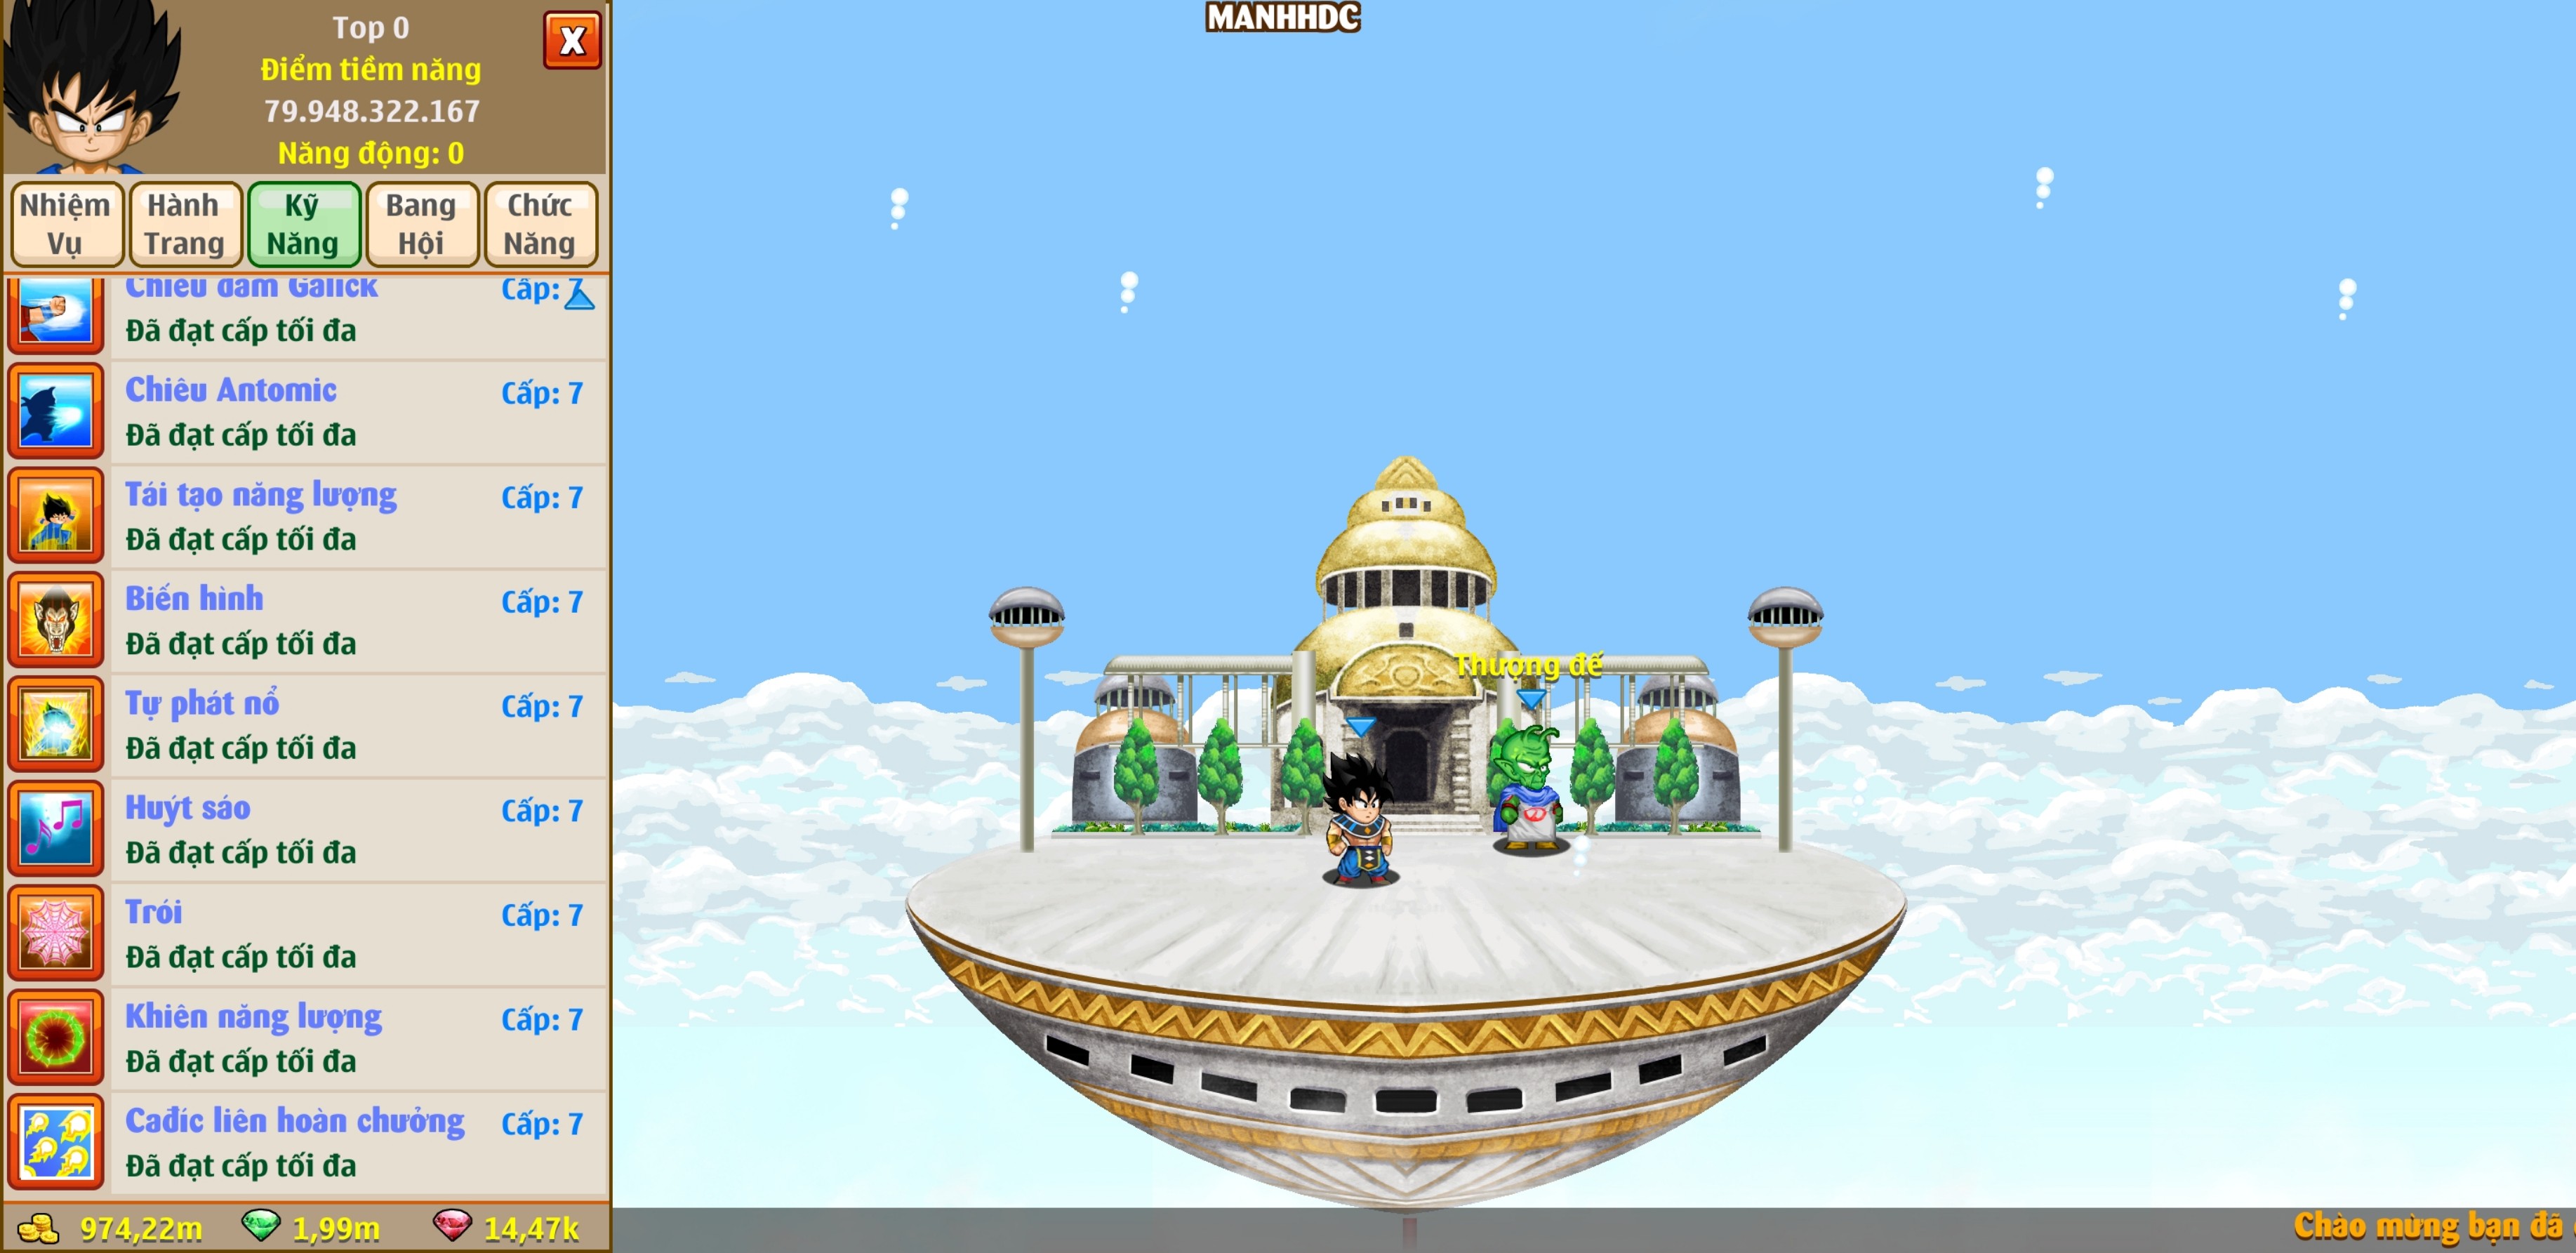 Top 0
Điểm tiềm năng
79.948.322.167
Năng động: 0
Nhiệm Vụ
Hành Trang
Kỹ Năng
Bang Hội
Chức Năng
Chiêu đấm Galick Cấp: 7
Đã đạt cấp tối đa
Chiêu Antomic Cấp: 7
Đã đạt cấp tối đa
Tái tạo năng lượng Cấp: 7
Đã đạt cấp tối đa
Biến hình Cấp: 7
Đã đạt cấp tối đa
Tự phát nổ Cấp: 7
Đã đạt cấp tối đa
Huýt sáo Cấp: 7
Đã đạt cấp tối đa
Trói Cấp: 7
Đã đạt cấp tối đa
Khiên năng lượng Cấp: 7
Đã đạt cấp tối đa
Cađíc liên hoàn chưởng Cấp: 7
Đã đạt cấp tối đa
974,22m 1,99m 14,47k
MANHHDC
Thượng đế
Chào mừng bạn đã